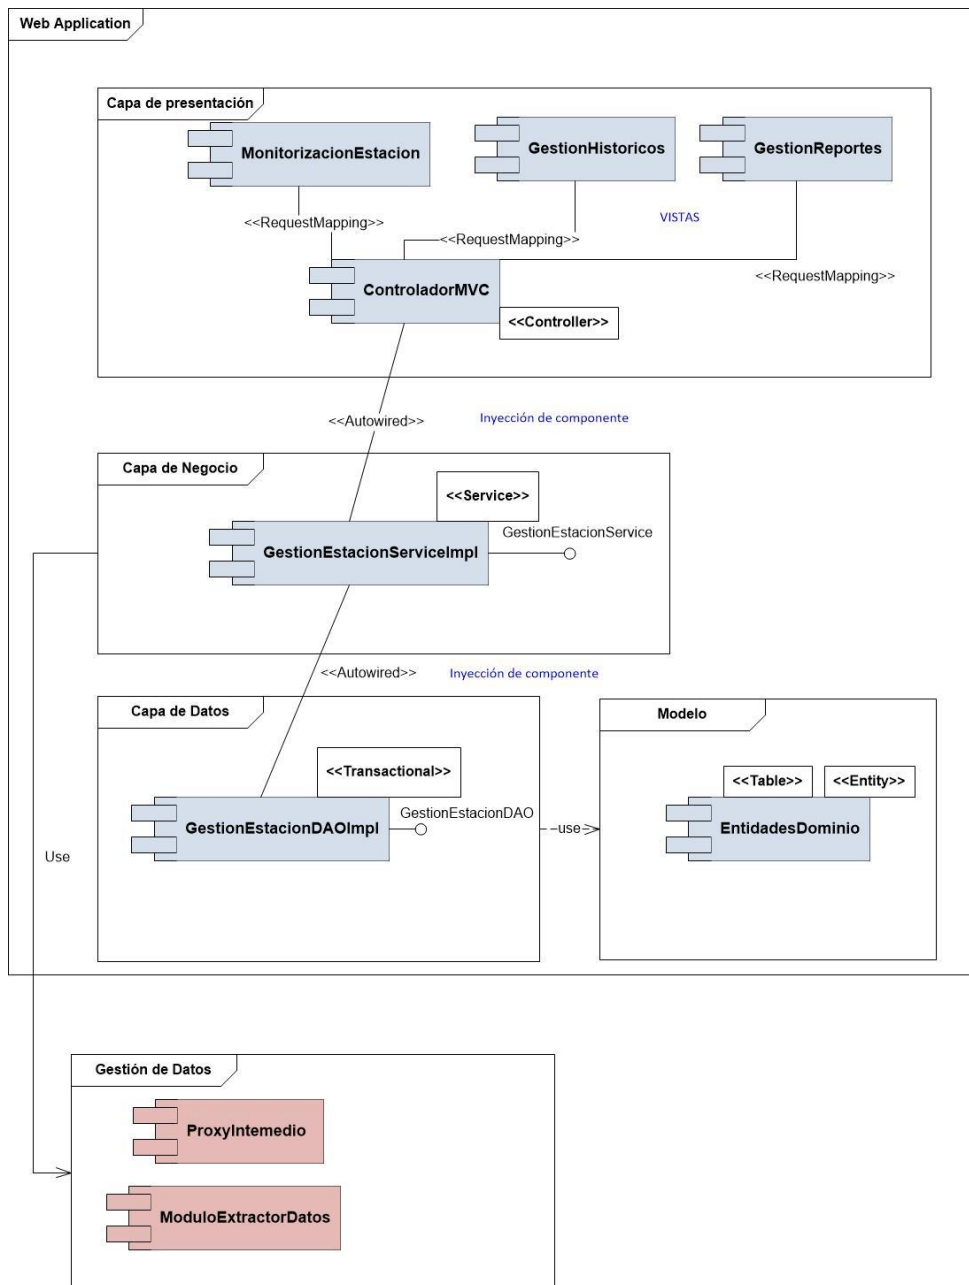 Web Application
Capa de presentación
MonitorizacionEstacion
GestionHistoricos
GestionReportes
<<RequestMapping>>
VISTAS
<<RequestMapping>>
<<RequestMapping>>
ControladorMVC
<<Controller>>
<<Autowired>>
Inyección de componente
Capa de Negocio
<<Service>>
GestionEstacionService
GestionEstacionServiceImpl
<<Autowired>>
Inyección de componente
Capa de Datos
Modelo
<<Transactional>>
<<Table>>
<<Entity>>
GestionEstacionDAO
GestionEstacionDAOImpl
use
EntidadesDominio
Use
Gestión de Datos
ProxyIntemedio
ModuloExtractorDatos